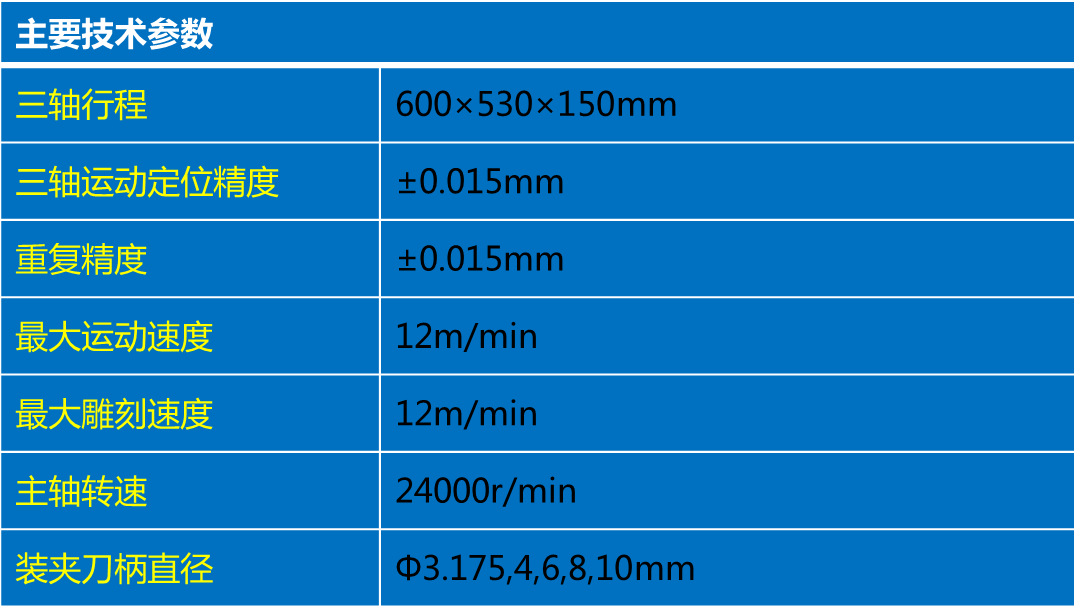 主要技术参数
三轴行程 600×530×150mm
三轴运动定位精度 ±0.015mm
重复精度 ±0.015mm
最大运动速度 12m/min
最大雕刻速度 12m/min
主轴转速 24000r/min
装夹刀柄直径 Φ3.175,4,6,8,10mm